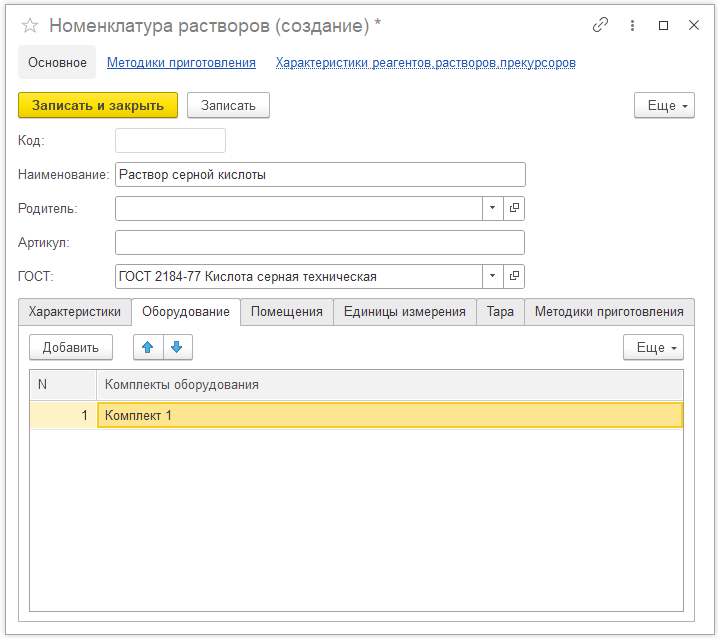 Номенклатура растворов (создание) *
Основное Методики приготовления Характеристики реагентов,растворов,прекурсоров
Записать и закрыть Записать Еще
Код:
Наименование: Раствор серной кислоты
Родитель:
Артикул:
ГОСТ: ГОСТ 2184-77 Кислота серная техническая
Характеристики Оборудование Помещения Единицы измерения Тара Методики приготовления
Добавить Еще
N Комплекты оборудования
1 Комплект 1